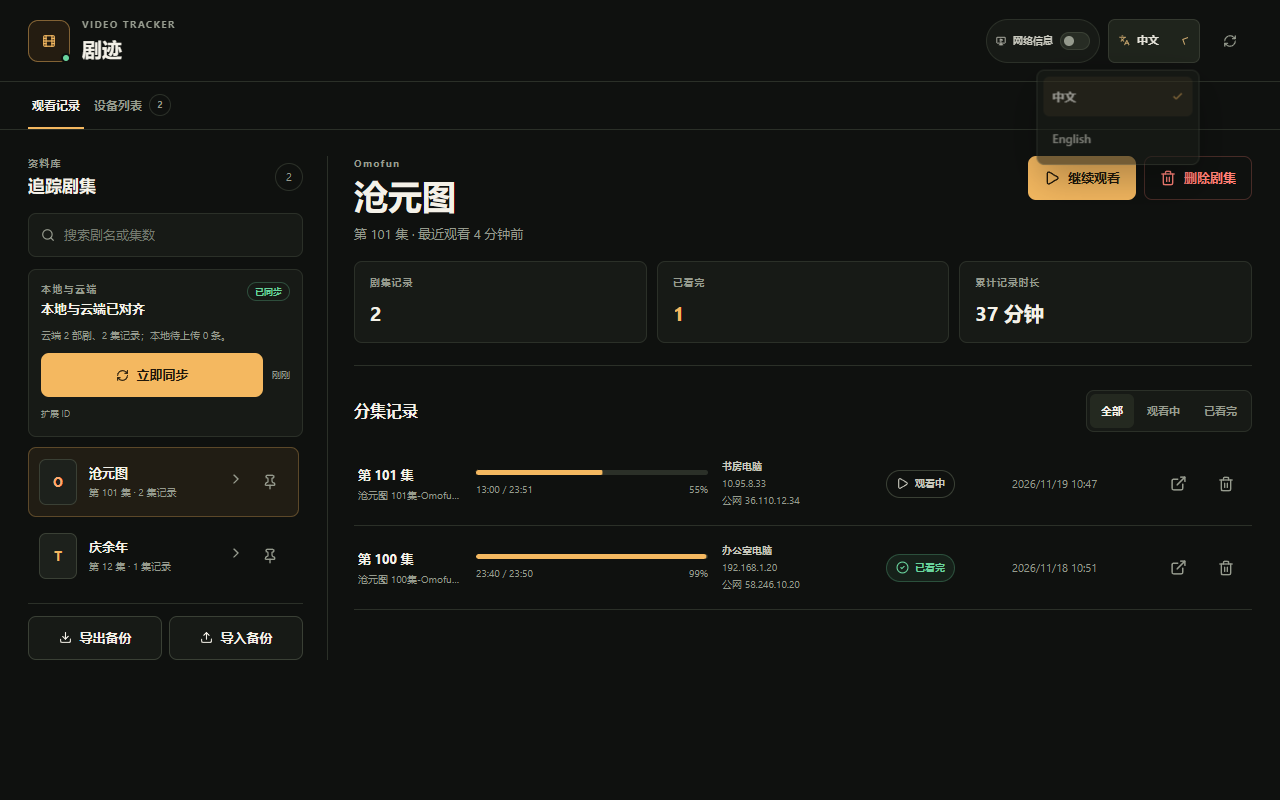 VIDEO TRACKER
剧迹
网络信息
中文
中文
English
观看记录
设备列表 2
资料库
追踪剧集
2
搜索剧名或集数
本地与云端
已同步
本地与云端已对齐
云端 2 部剧、2 集记录；本地待上传 0 条。
立即同步
刚刚
扩展 ID
O
沧元图
第 101 集 · 2 集记录
T
庆余年
第 12 集 · 1 集记录
导出备份
导入备份
Omofun
沧元图
第 101 集 · 最近观看 4 分钟前
继续观看
删除剧集
剧集记录
2
已看完
1
累计记录时长
37 分钟
分集记录
全部
观看中
已看完
第 101 集
沧元图 101集-Omofu...
13:00 / 23:51
55%
书房电脑
10.95.8.33
公网 36.110.12.34
观看中
2026/11/19 10:47
第 100 集
沧元图 100集-Omofu...
23:40 / 23:50
99%
办公室电脑
192.168.1.20
公网 58.246.10.20
已看完
2026/11/18 10:51